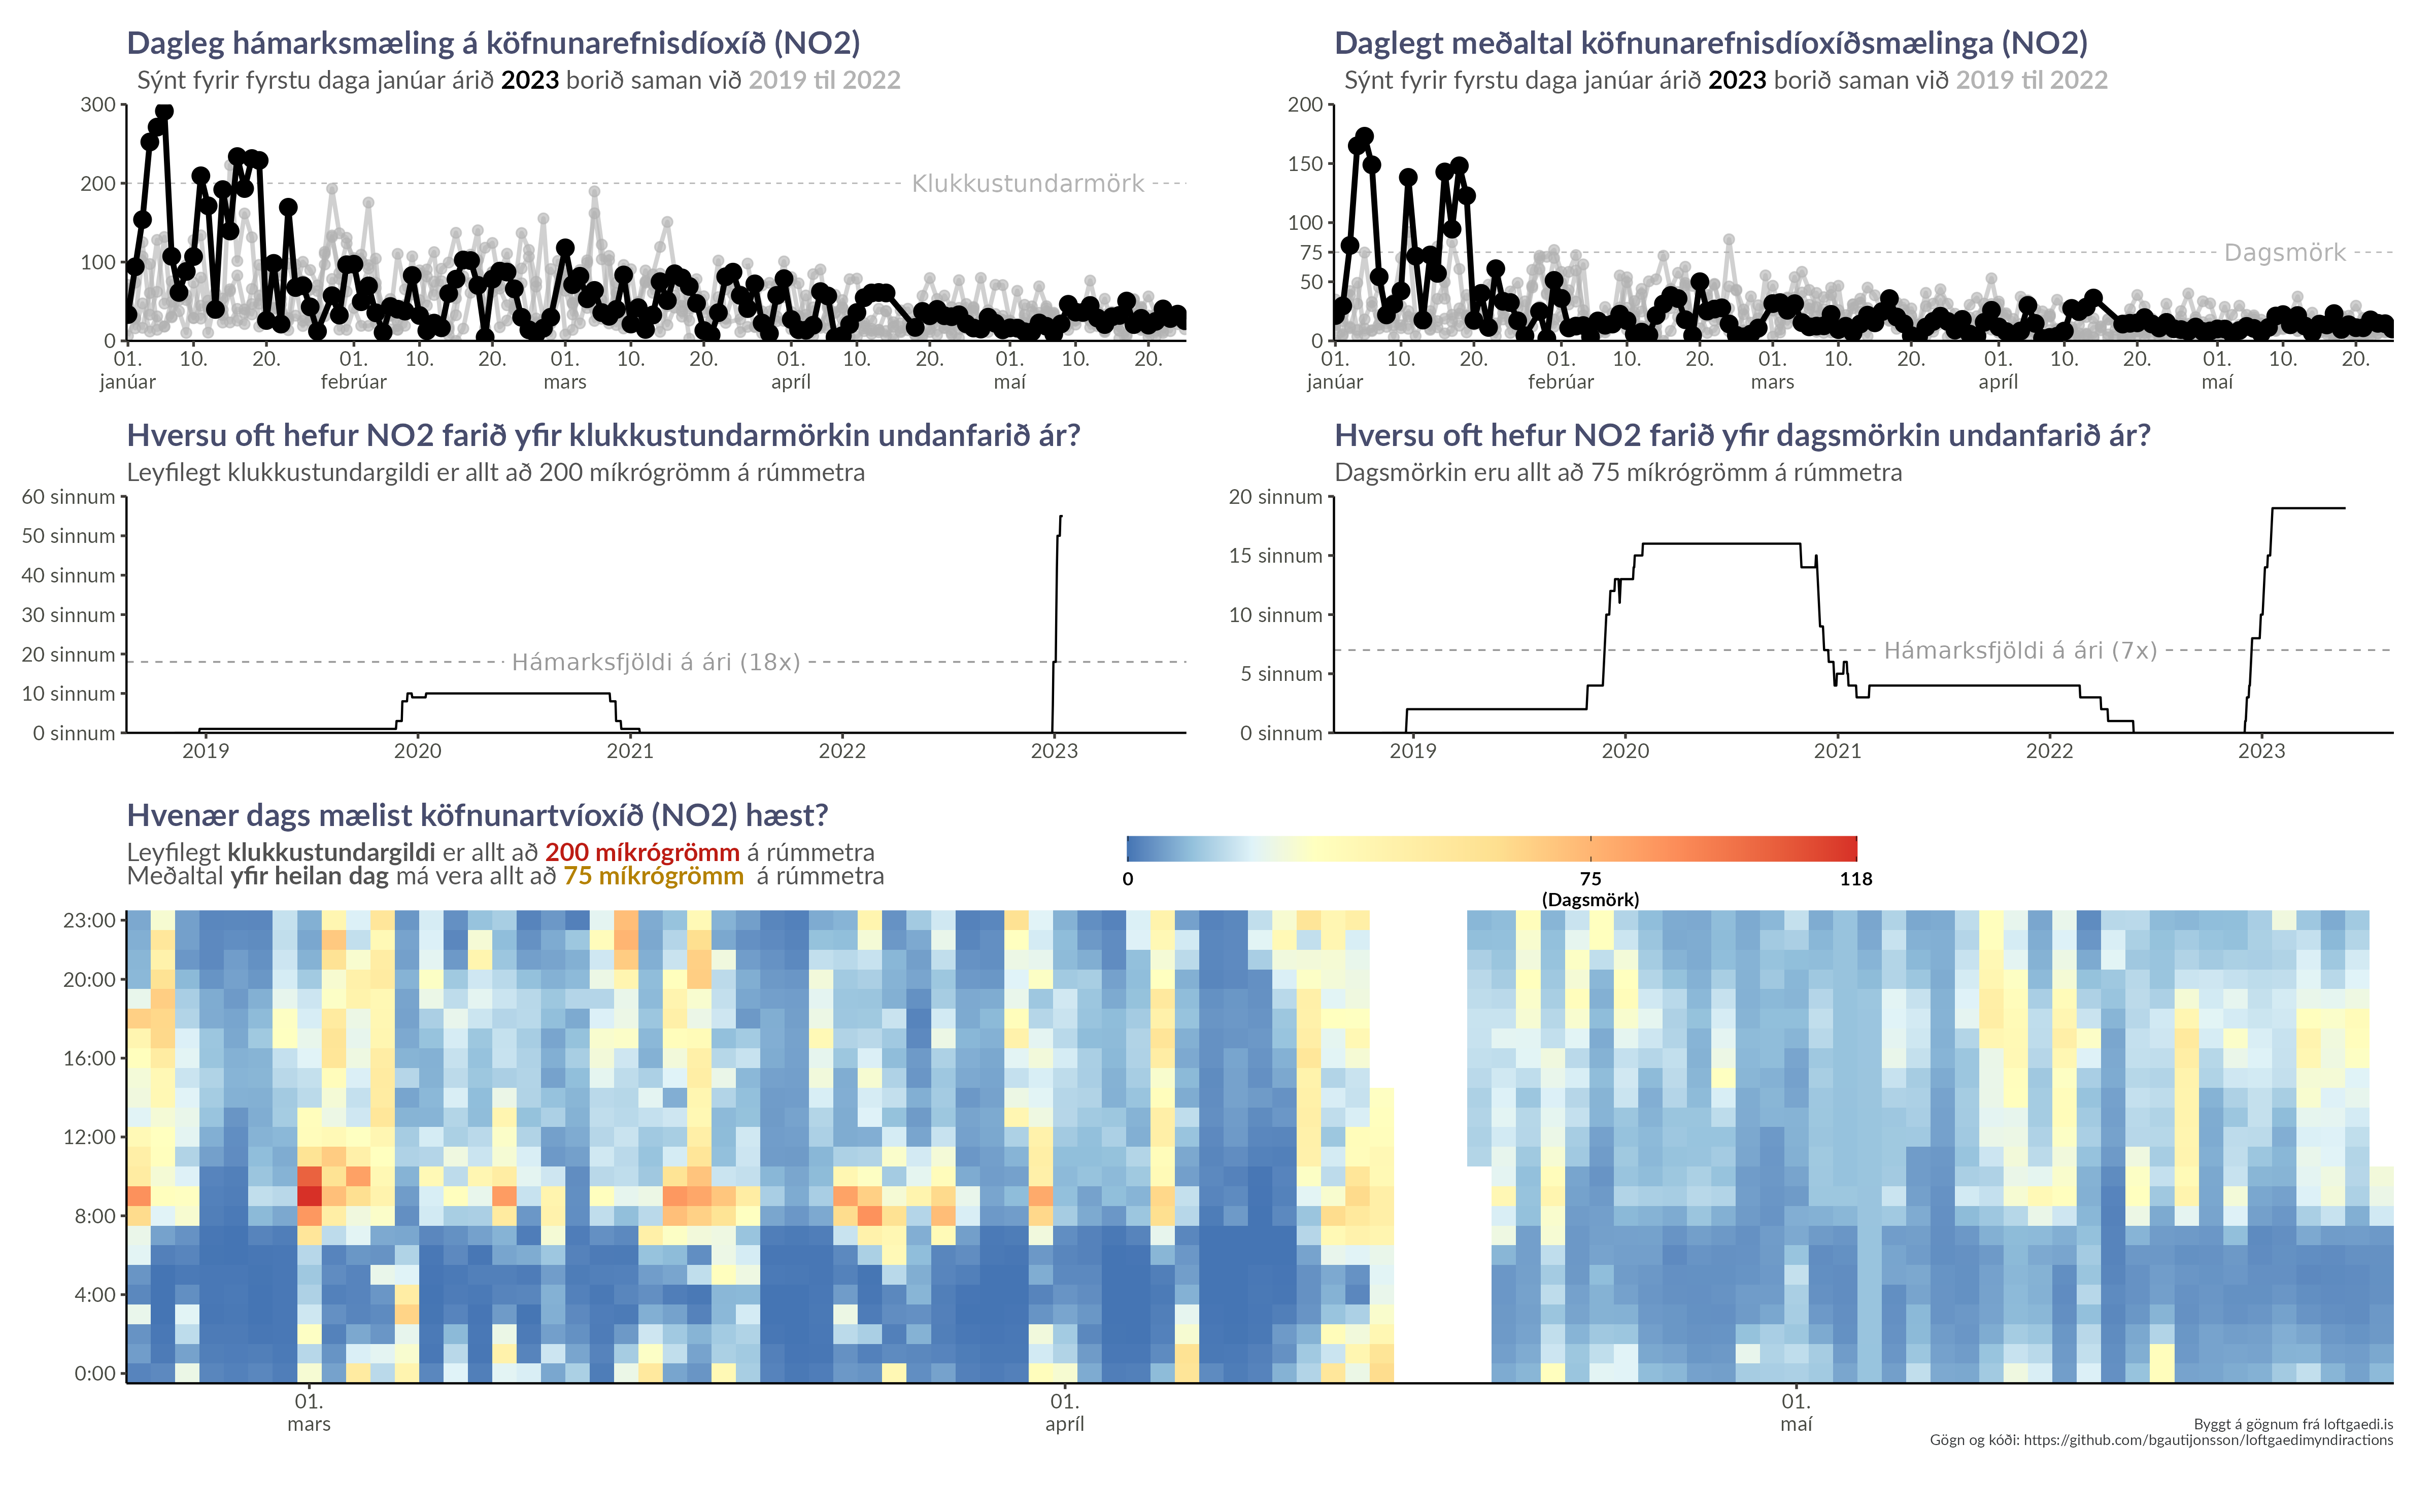 Dagleg hámarksmæling á köfnunarefnisdíoxíð (NO2)
Sýnt fyrir fyrstu daga janúar árið 2023 borið saman við 2019 til 2022
300
200
100
0
Klukkustundarmörk
01. 10. 20. 01. 10. 20. 01. 10. 20. 01. 10. 20. 01. 10. 20.
janúar febrúar mars apríl maí
Daglegt meðaltal köfnunarefnisdíoxíðsmælinga (NO2)
Sýnt fyrir fyrstu daga janúar árið 2023 borið saman við 2019 til 2022
200
150
100
75
50
0
Dagsmörk
01. 10. 20. 01. 10. 20. 01. 10. 20. 01. 10. 20. 01. 10. 20.
janúar febrúar mars apríl maí
Hversu oft hefur NO2 farið yfir klukkustundarmörkin undanfarið ár?
Leyfilegt klukkustundargildi er allt að 200 míkrógrömm á rúmmetra
60 sinnum
50 sinnum
40 sinnum
30 sinnum
20 sinnum
10 sinnum
0 sinnum
Hámarksfjöldi á ári (18x)
2019 2020 2021 2022 2023
Hversu oft hefur NO2 farið yfir dagsmörkin undanfarið ár?
Dagsmörkin eru allt að 75 míkrógrömm á rúmmetra
20 sinnum
15 sinnum
10 sinnum
5 sinnum
0 sinnum
Hámarksfjöldi á ári (7x)
2019 2020 2021 2022 2023
Hvenær dags mælist köfnunartvíoxíð (NO2) hæst?
Leyfilegt klukkustundargildi er allt að 200 míkrógrömm á rúmmetra
Meðaltal yfir heilan dag má vera allt að 75 míkrógrömm á rúmmetra
0 75 118
(Dagsmörk)
23:00
20:00
16:00
12:00
8:00
4:00
0:00
01. 01. 01.
mars apríl maí
Byggt á gögnum frá loftgaedi.is
Gögn og kóði: https://github.com/bgautijonsson/loftgaedimyndiractions